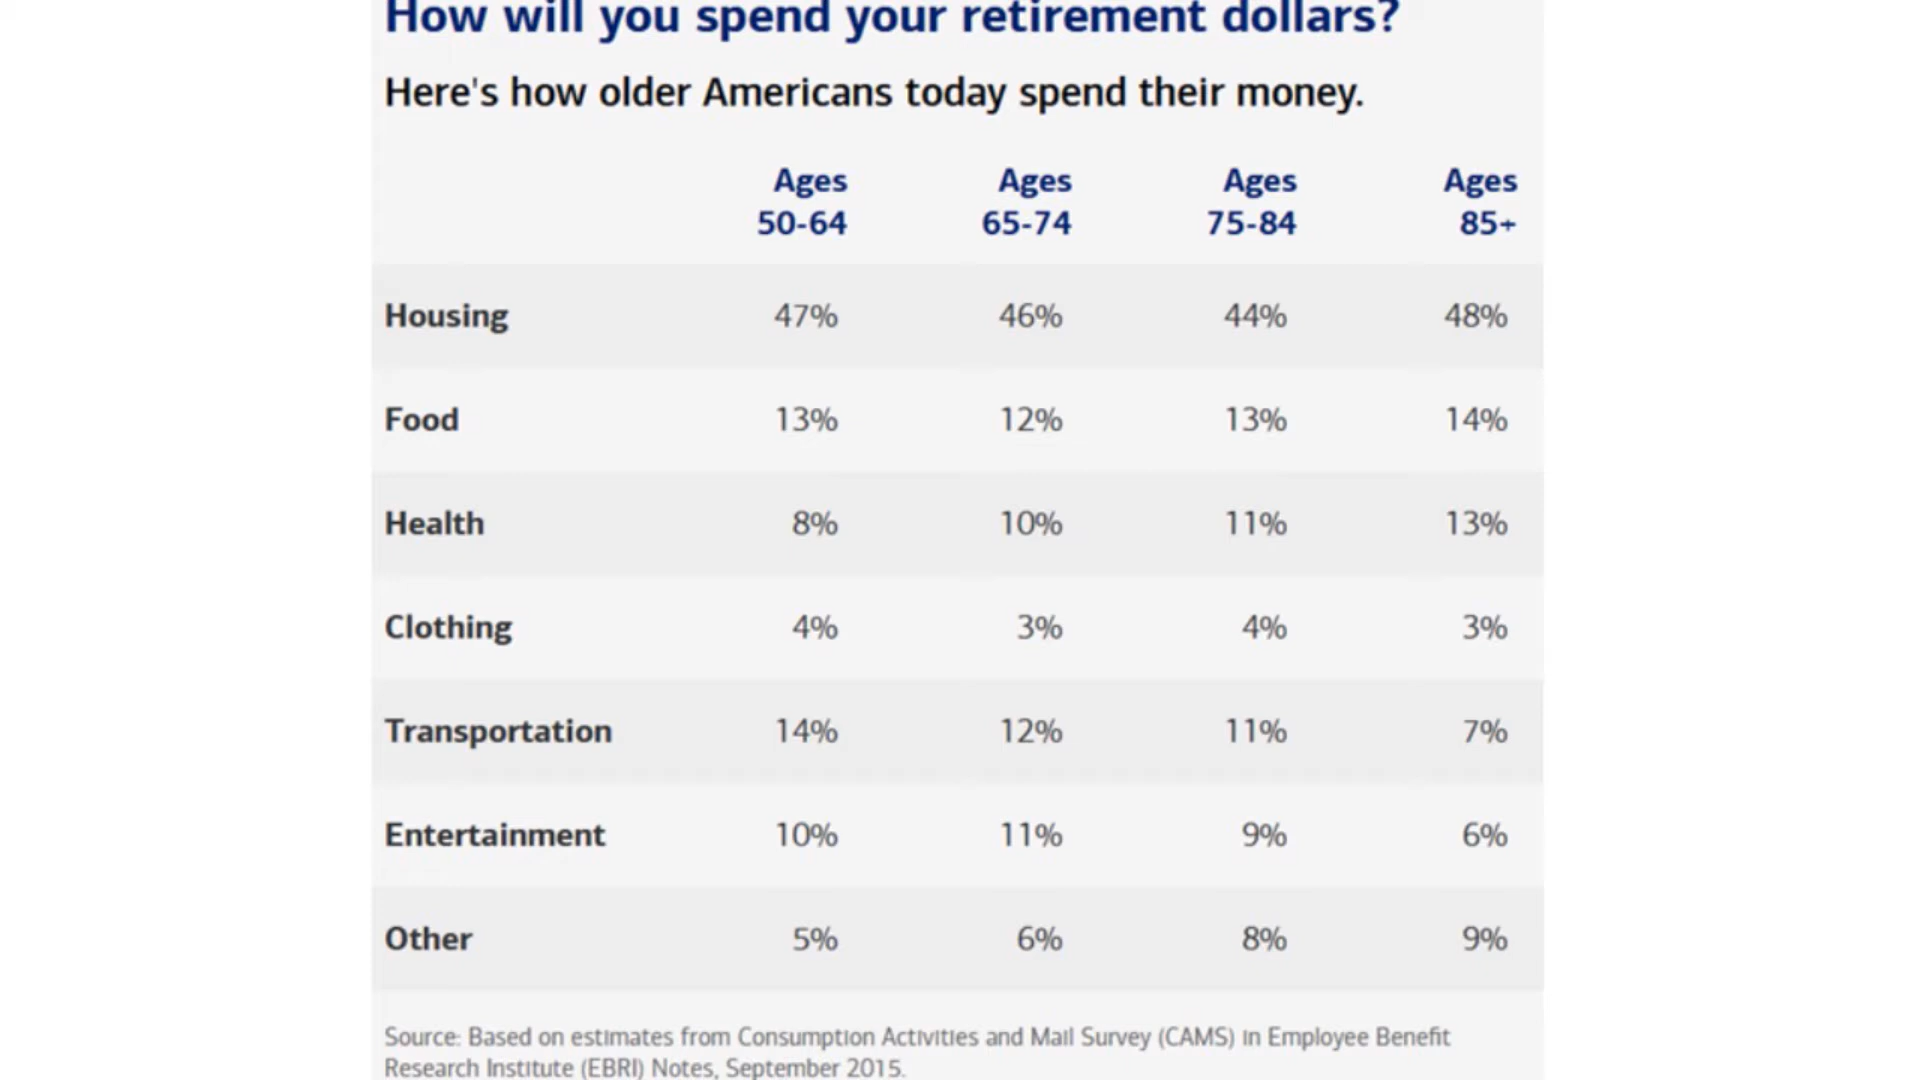 How will you spend your retirement dollars?
Here's how older Americans today spend their money.
Ages Ages Ages Ages
50-64 65-74 75-84 85+
Housing 47% 46% 44% 48%
Food 13% 12% 13% 14%
Health 8% 10% 11% 13%
Clothing 4% 3% 4% 3%
Transportation 14% 12% 11% 7%
Entertainment 10% 11% 9% 6%
Other 5% 6% 8% 9%
Source: Based on estimates from Consumption Activities and Mail Survey (CAMS) in Employee Benefit
Research Institute (EBRI) Notes, September 2015.